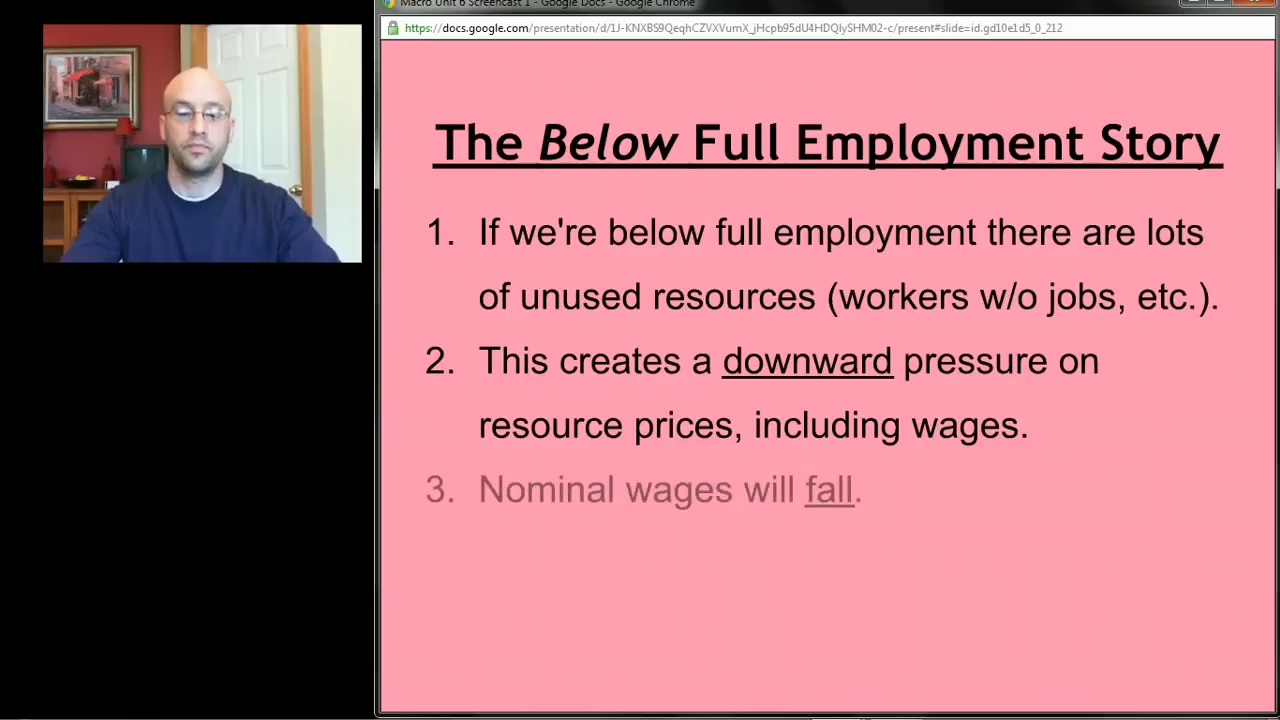 Macro Unit 6 Screencast 1 - Google Docs - Google Chrome
https://docs.google.com/presentation/d/1J-KNXBS9QeqhCZVXVumX_jHcpb95dU4HDQIySHM02-c/present#slide=id.gd10e1d5_0_212
The Below Full Employment Story
1. If we're below full employment there are lots
of unused resources (workers w/o jobs, etc.).
2. This creates a downward pressure on
resource prices, including wages.
3. Nominal wages will fall.